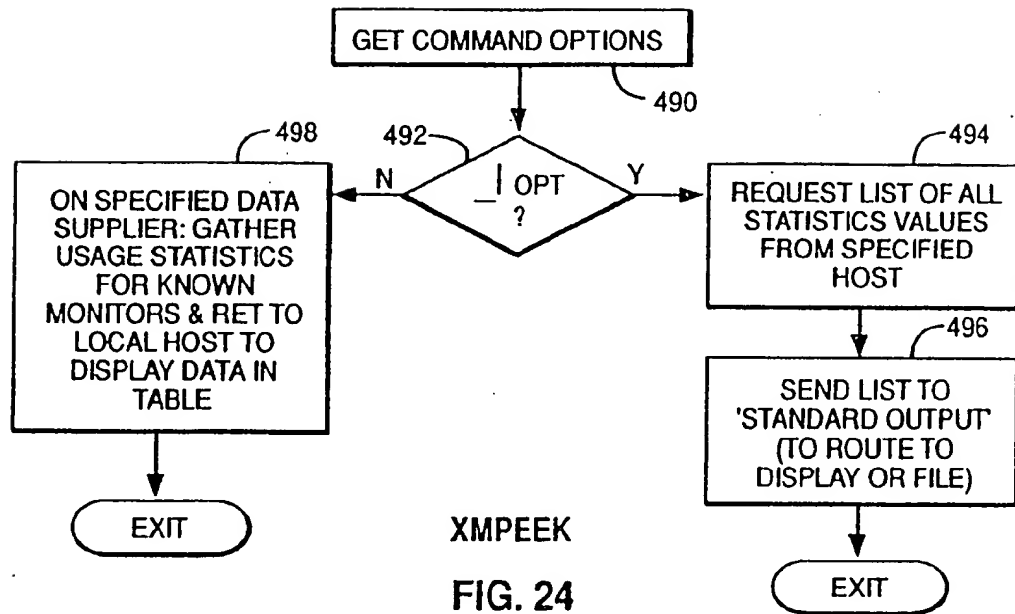 GET COMMAND OPTIONS
490
492
_l OPT
?
N
Y
498
ON SPECIFIED DATA
SUPPLIER: GATHER
USAGE STATISTICS
FOR KNOWN
MONITORS & RET TO
LOCAL HOST TO
DISPLAY DATA IN
TABLE
EXIT
494
REQUEST LIST OF ALL
STATISTICS VALUES
FROM SPECIFIED
HOST
496
SEND LIST TO
'STANDARD OUTPUT'
(TO ROUTE TO
DISPLAY OR FILE)
EXIT
XMPEEK
FIG. 24